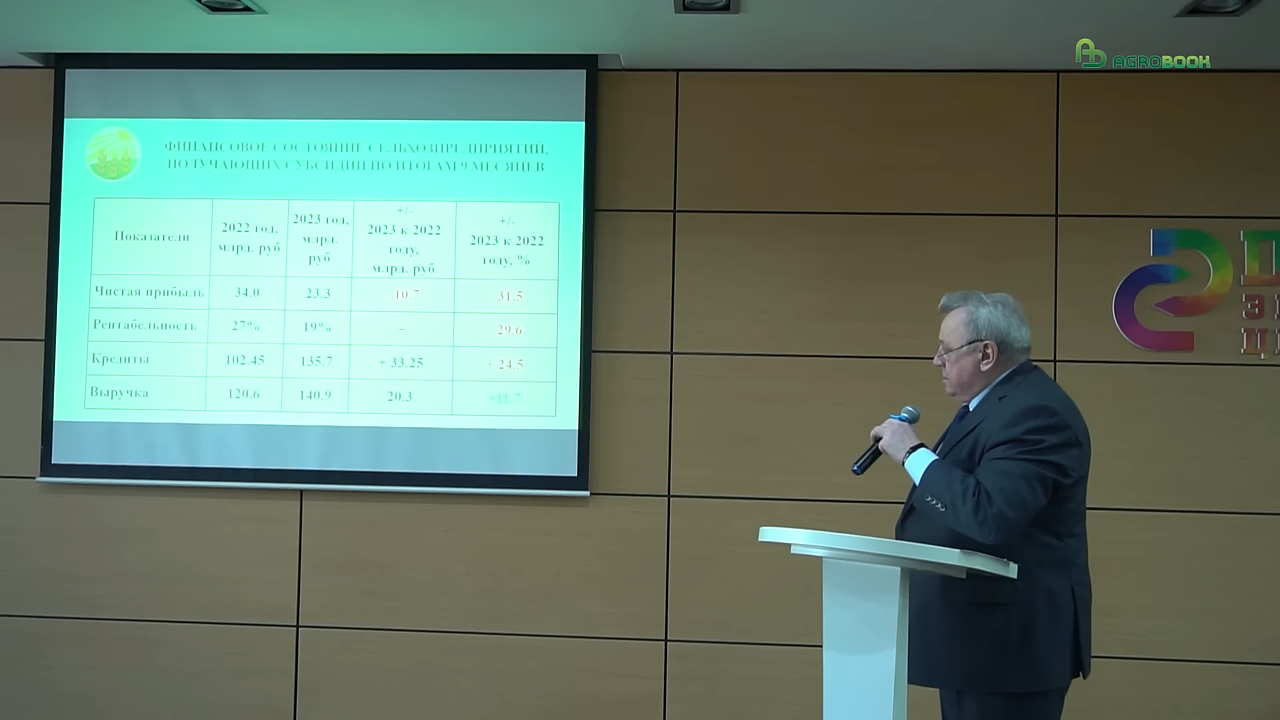 AGROBOOK
ФИНАНСОВОЕ СОСТОЯНИЕ СЕЛЬХОЗПРЕДПРИЯТИЙ,
ПОЛУЧАЮЩИХ СУБСИДИИ ПО ИТОГАМ 9 МЕСЯЦЕВ
Показатели
2022 год,
млрд. руб
2023 год,
млрд.
руб
+/-
2023 к 2022
году,
млрд. руб
+/-
2023 к 2022
году, %
Чистая прибыль 34.0 23.3 10.7 31.5
Рентабельность 27% 19% - 29.6
Кредиты 102.45 135.7 + 33.25 24.5
Выручка 120.6 140.9 20.3